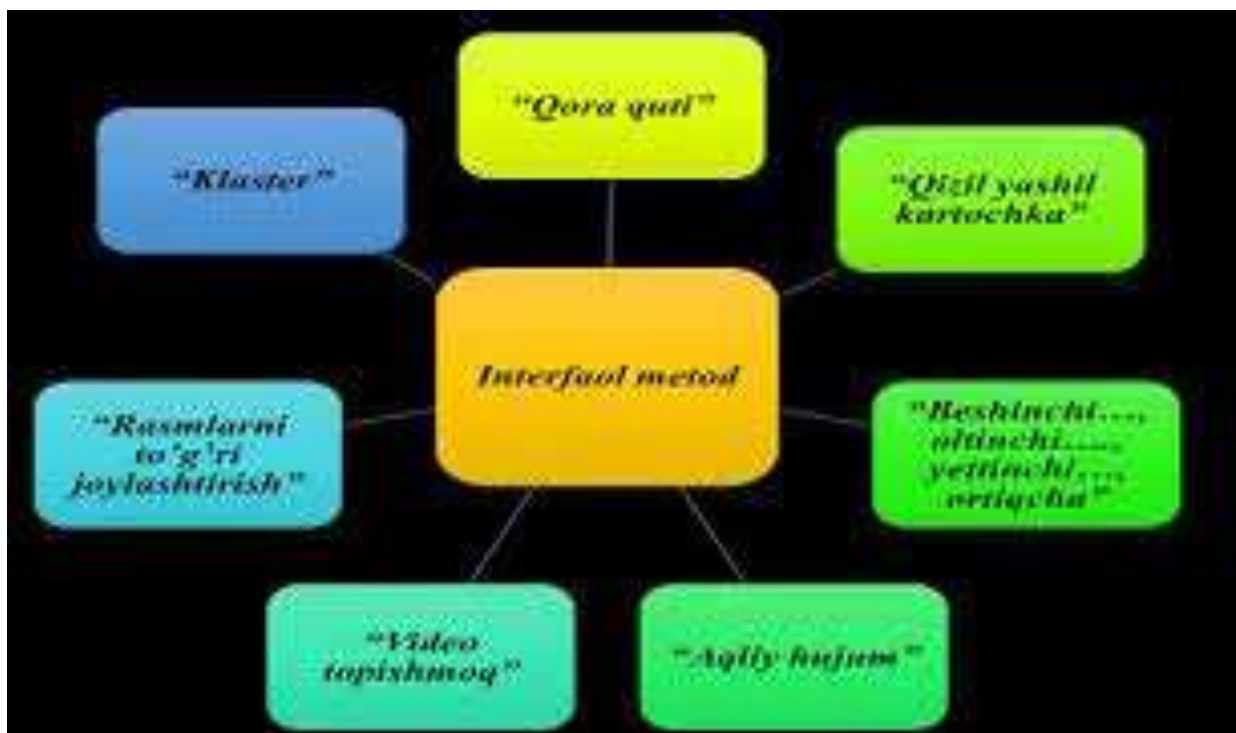 “Qora quti”
“Klaster”
“Qizil yashil
kartochka”
Interfaol metod
“Rasmlarni
to‘g‘ri
joylashtirish”
“Beshinchi…,
oltinchi…,
yettinchi…,
ortiqcha”
“Video
topishmoq”
“Aqliy hujum”